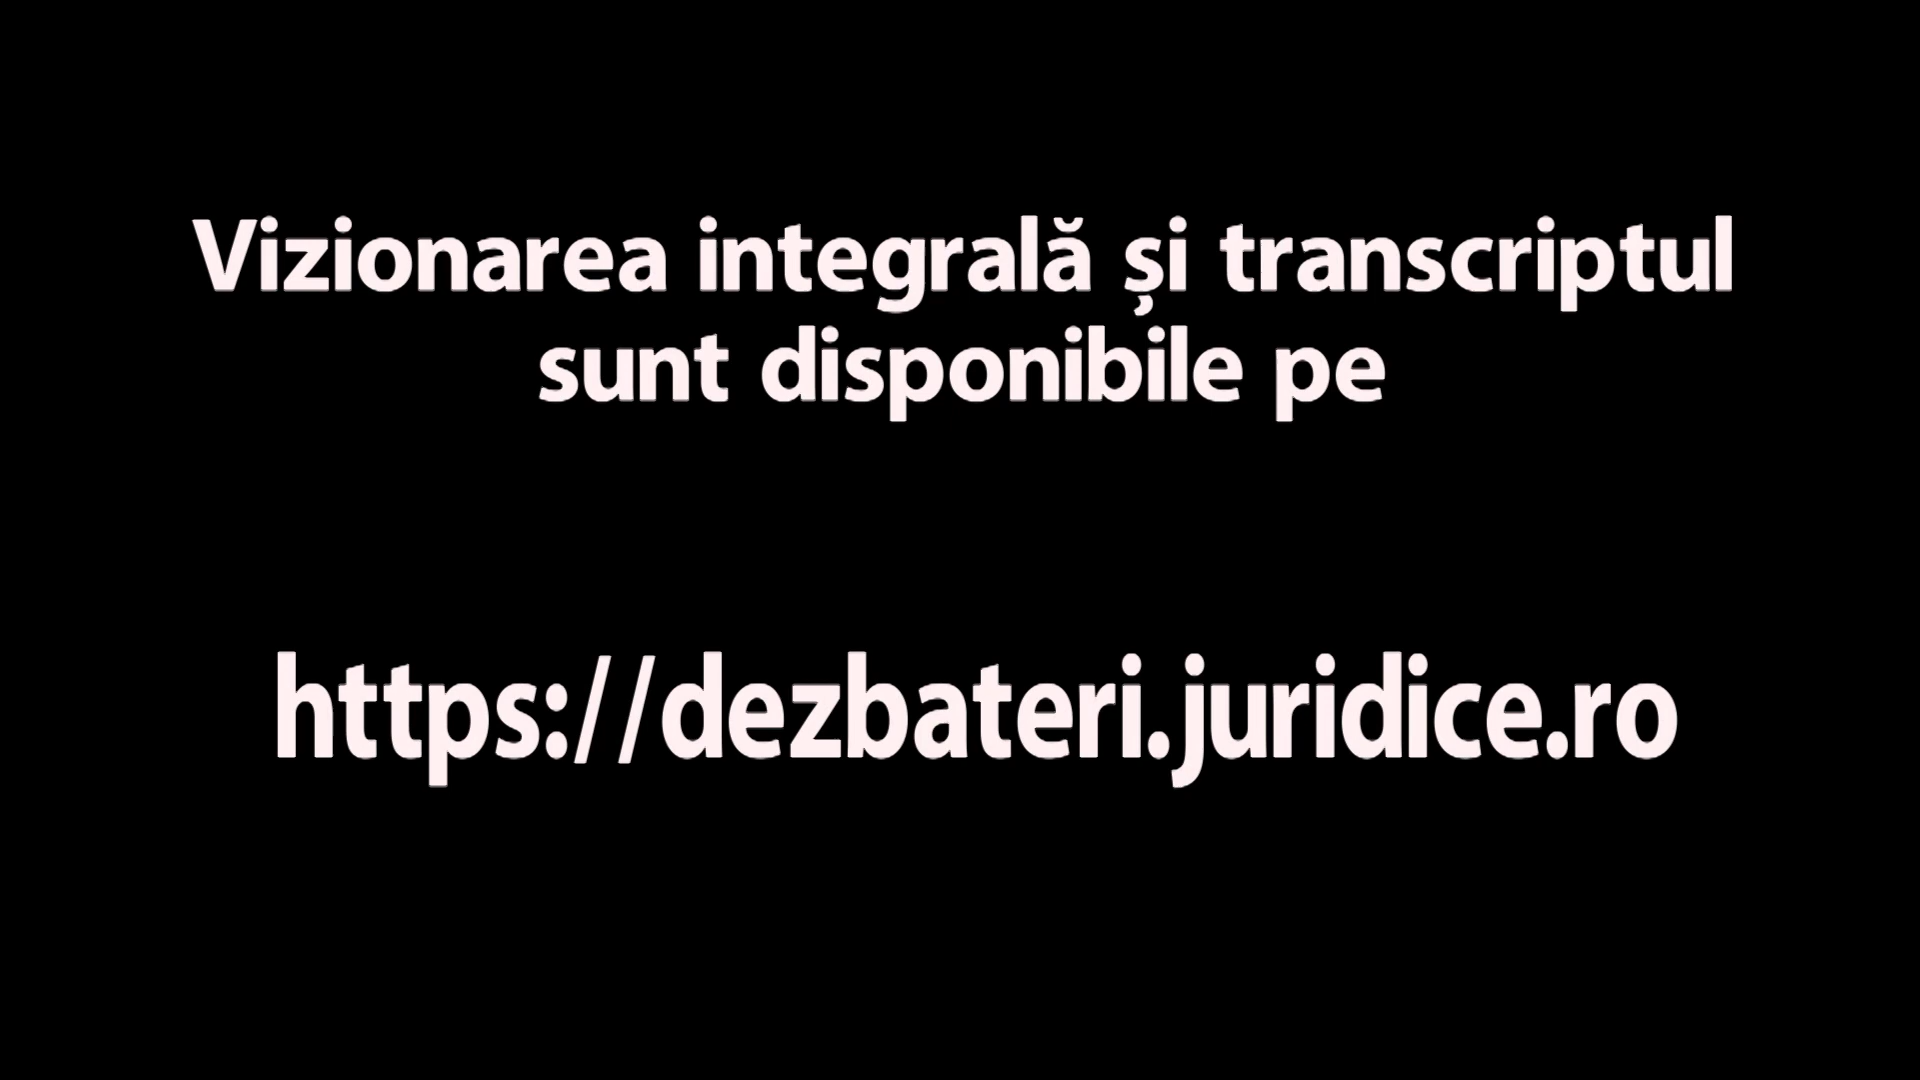 Vizionarea integrală și transcriptul
sunt disponibile pe
https://dezbateri.juridice.ro